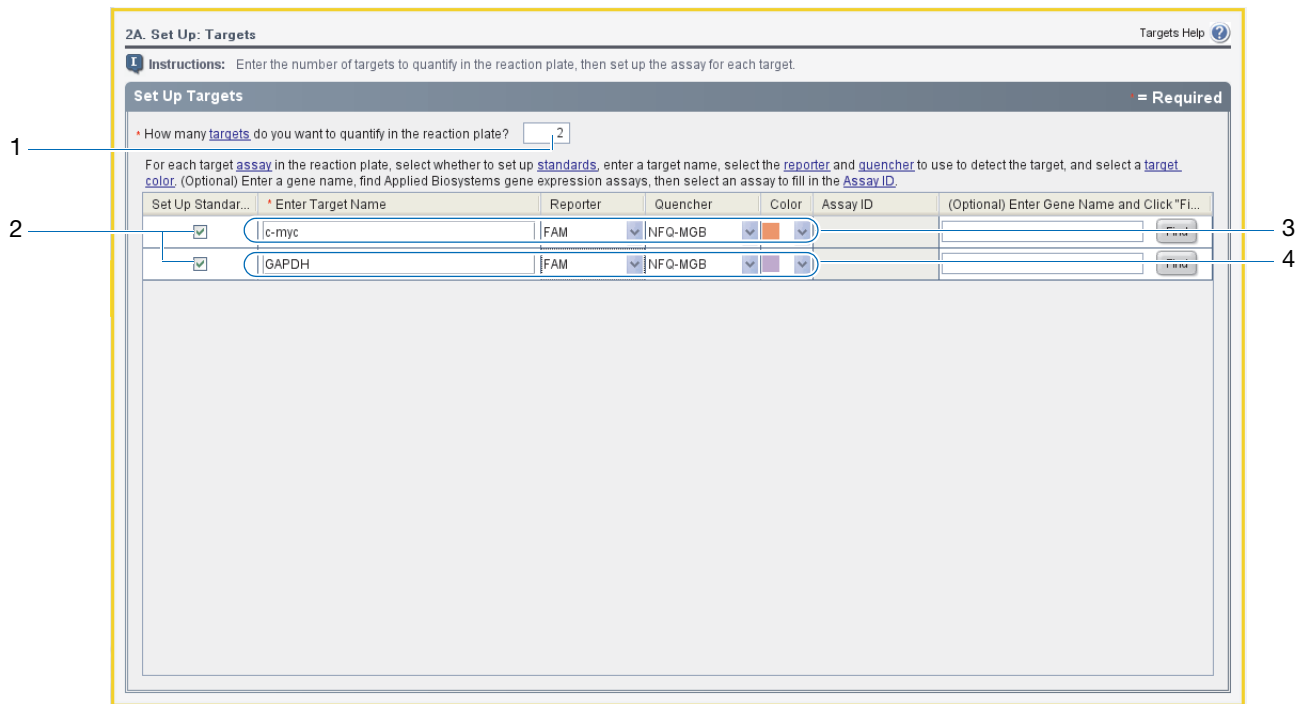 2A. Set Up: Targets
Targets Help ?
I Instructions: Enter the number of targets to quantify in the reaction plate, then set up the assay for each target.
Set Up Targets
* = Required
* How many targets do you want to quantify in the reaction plate? 2
1
For each target assay in the reaction plate, select whether to set up standards, enter a target name, select the reporter and quencher to use to detect the target, and select a target
color. (Optional) Enter a gene name, find Applied Biosystems gene expression assays, then select an assay to fill in the Assay ID.
Set Up Standar... * Enter Target Name Reporter Quencher Color Assay ID (Optional) Enter Gene Name and Click "Fi...
2
c-myc FAM NFQ-MGB Find
3
GAPDH FAM NFQ-MGB Find
4